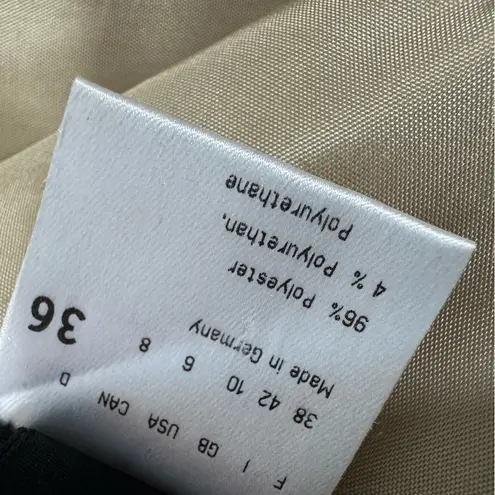 F I GB USA CAN D
38 42 10 6 8 36
Made in Germany
96% Polyester
4 % Polyurethan,
Polyurethane